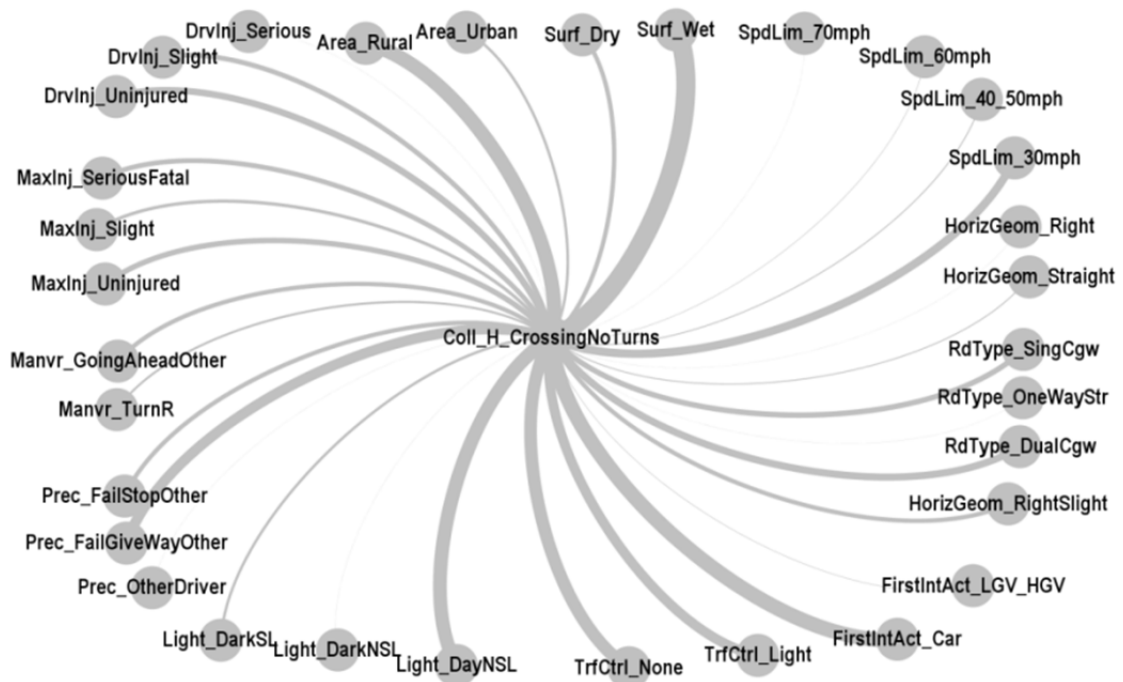 DrvInj_Serious
Area_Rural
Area_Urban
Surf_Dry
Surf_Wet
SpdLim_70mph
DrvInj_Slight
SpdLim_60mph
DrvInj_Uninjured
SpdLim_40_50mph
SpdLim_30mph
MaxInj_SeriousFatal
MaxInj_Slight
HorizGeom_Right
MaxInj_Uninjured
HorizGeom_Straight
Coll_H_CrossingNoTurns
Manvr_GoingAheadOther
RdType_SingCgw
Manvr_TurnR
RdType_OneWayStr
RdType_DualCgw
Prec_FailStopOther
HorizGeom_RightSlight
Prec_FailGiveWayOther
Prec_OtherDriver
FirstIntAct_LGV_HGV
Light_DarkSL
Light_DarkNSL
Light_DayNSL
TrfCtrl_None
TrfCtrl_Light
FirstIntAct_Car